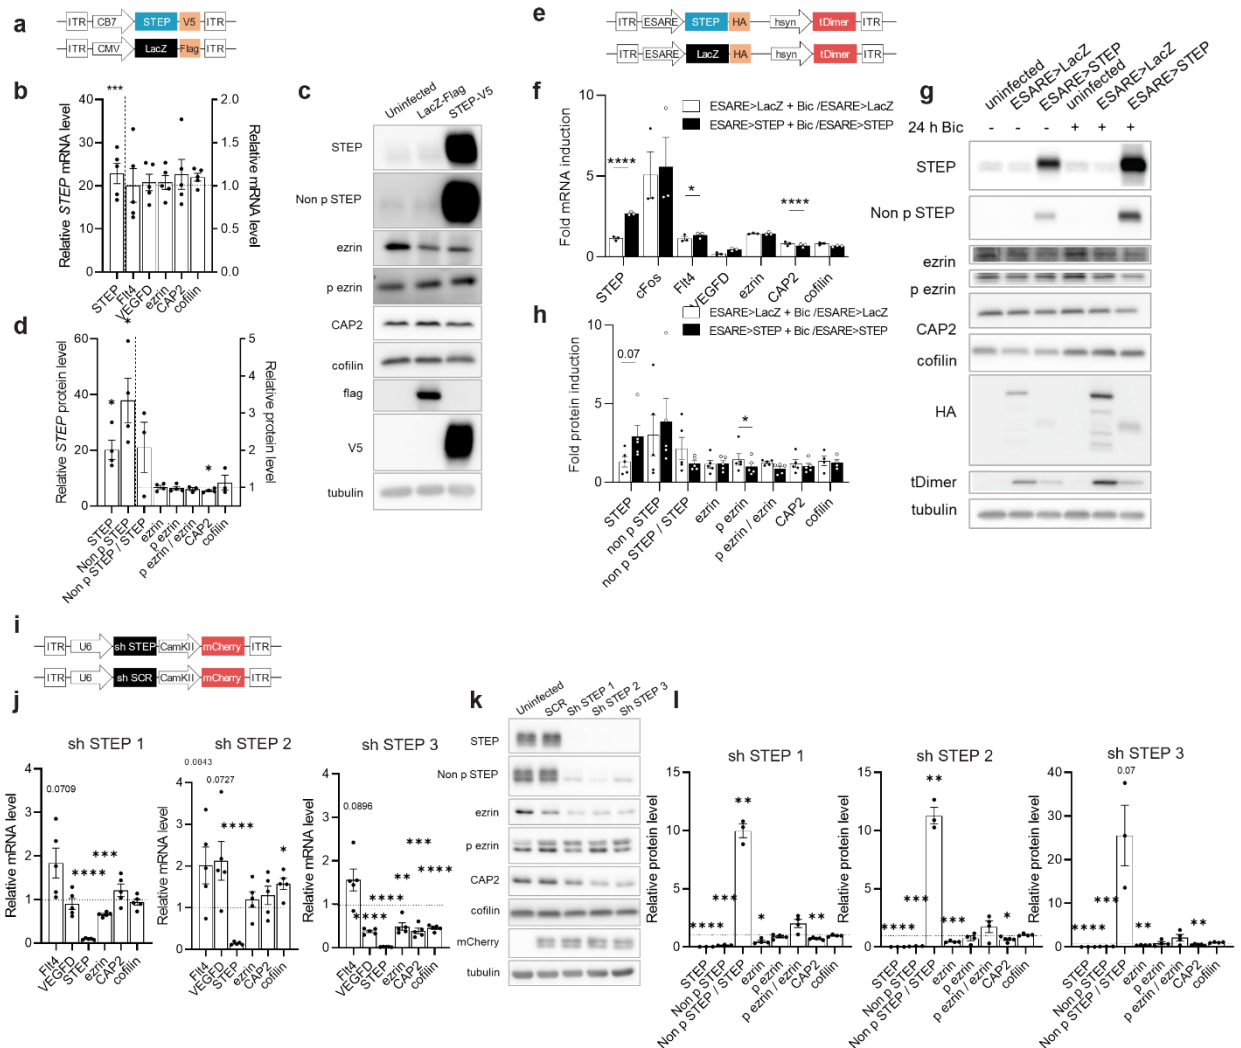 a
ITR CB7 STEP V5 ITR
ITR CMV LacZ Flag ITR
b
***
Relative STEP mRNA level
40
30
20
10
0
2.0
1.5
1.0
0.5
0.0
Relative mRNA level
STEP
Flt4
VEGFD
ezrin
CAP2
cofilin
c
Uninfected
LacZ-Flag
STEP-V5
STEP
Non p STEP
ezrin
p ezrin
CAP2
cofilin
flag
V5
tubulin
d
Relative STEP protein level
60
40
20
0
* * *
5
4
3
2
1
Relative protein level
STEP
Non p STEP
Non p STEP / STEP
ezrin
p ezrin
p ezrin / ezrin
CAP2
cofilin
e
ITR ESARE STEP HA hsyn tDimer ITR
ITR ESARE LacZ HA hsyn tDimer ITR
f
ESARE>LacZ + Bic /ESARE>LacZ
ESARE>STEP + Bic /ESARE>STEP
Fold mRNA induction
10
5
0
**** * ****
STEP
cFos
Flt4
VEGFD
ezrin
CAP2
cofilin
g
uninfected
ESARE>LacZ
ESARE>STEP
uninfected
ESARE>LacZ
ESARE>STEP
24 h Bic - - - + + +
STEP
Non p STEP
ezrin
p ezrin
CAP2
cofilin
HA
tDimer
tubulin
h
ESARE>LacZ + Bic /ESARE>LacZ
ESARE>STEP + Bic /ESARE>STEP
Fold protein induction
10
5
0
0.07 *
STEP
non p STEP
non p STEP / STEP
ezrin
p ezrin
p ezrin / ezrin
CAP2
cofilin
i
ITR U6 sh STEP CamKII mCherry ITR
ITR U6 sh SCR CamKII mCherry ITR
j
sh STEP 1
Relative mRNA level
4
3
2
1
0
0.0709 **** ***
Flt4
VEGFD
STEP
ezrin
CAP2
cofilin
sh STEP 2
Relative mRNA level
4
3
2
1
0
0.0843
0.0727
**** *
Flt4
VEGFD
STEP
ezrin
CAP2
cofilin
sh STEP 3
Relative mRNA level
4
3
2
1
0
0.0896
**** **** ** *** ****
Flt4
VEGFD
STEP
ezrin
CAP2
cofilin
k
Uninfected
SCR
Sh STEP 1
Sh STEP 2
Sh STEP 3
STEP
Non p STEP
ezrin
p ezrin
CAP2
cofilin
mCherry
tubulin
l
sh STEP 1
Relative protein level
15
10
5
0
**** *** ** * **
STEP
Non p STEP
Non p STEP / STEP
ezrin
p ezrin
p ezrin / ezrin
CAP2
cofilin
sh STEP 2
Relative protein level
15
10
5
0
**** *** ** *** *
STEP
Non p STEP
Non p STEP / STEP
ezrin
p ezrin
p ezrin / ezrin
CAP2
cofilin
sh STEP 3
Relative protein level
40
30
20
10
0
**** *** 0.07 ** **
STEP
Non p STEP
Non p STEP / STEP
ezrin
p ezrin
p ezrin / ezrin
CAP2
cofilin